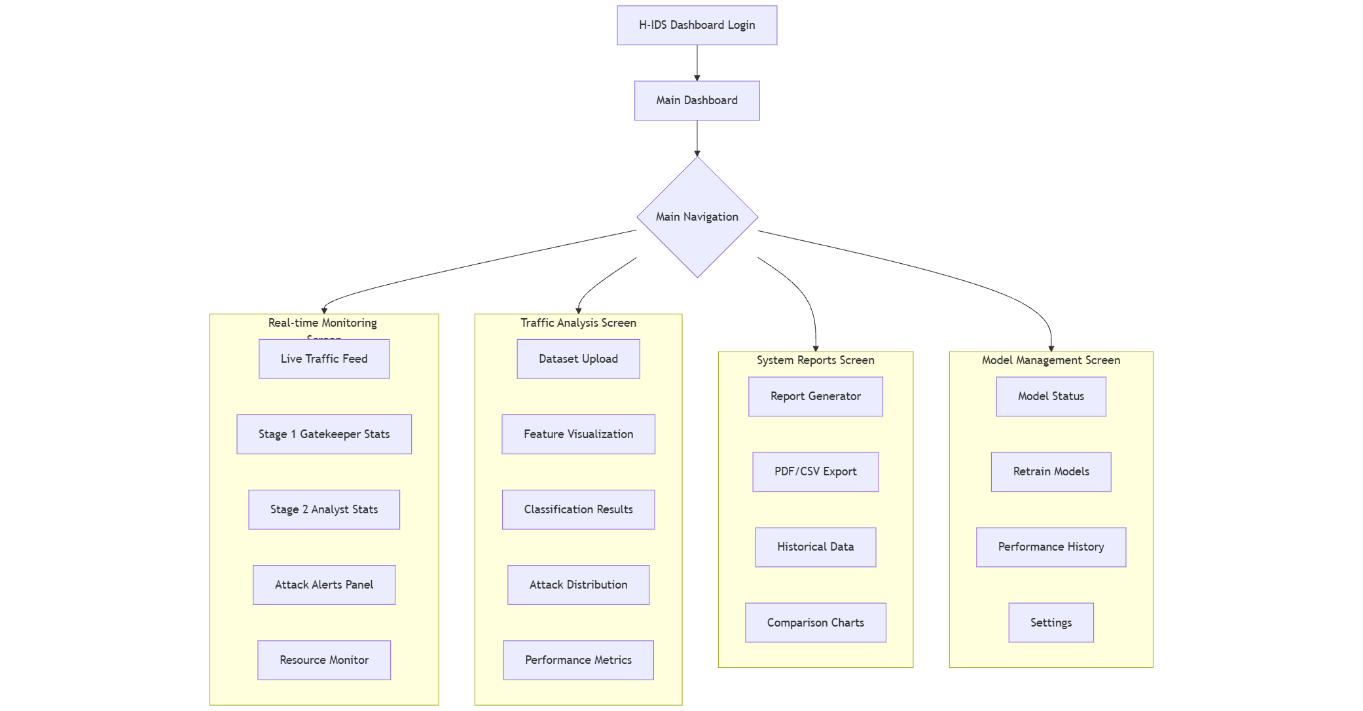 H-IDS Dashboard Login
Main Dashboard
Main Navigation
Real-time Monitoring
Screen
Live Traffic Feed
Stage 1 Gatekeeper Stats
Stage 2 Analyst Stats
Attack Alerts Panel
Resource Monitor
Traffic Analysis Screen
Dataset Upload
Feature Visualization
Classification Results
Attack Distribution
Performance Metrics
System Reports Screen
Report Generator
PDF/CSV Export
Historical Data
Comparison Charts
Model Management Screen
Model Status
Retrain Models
Performance History
Settings